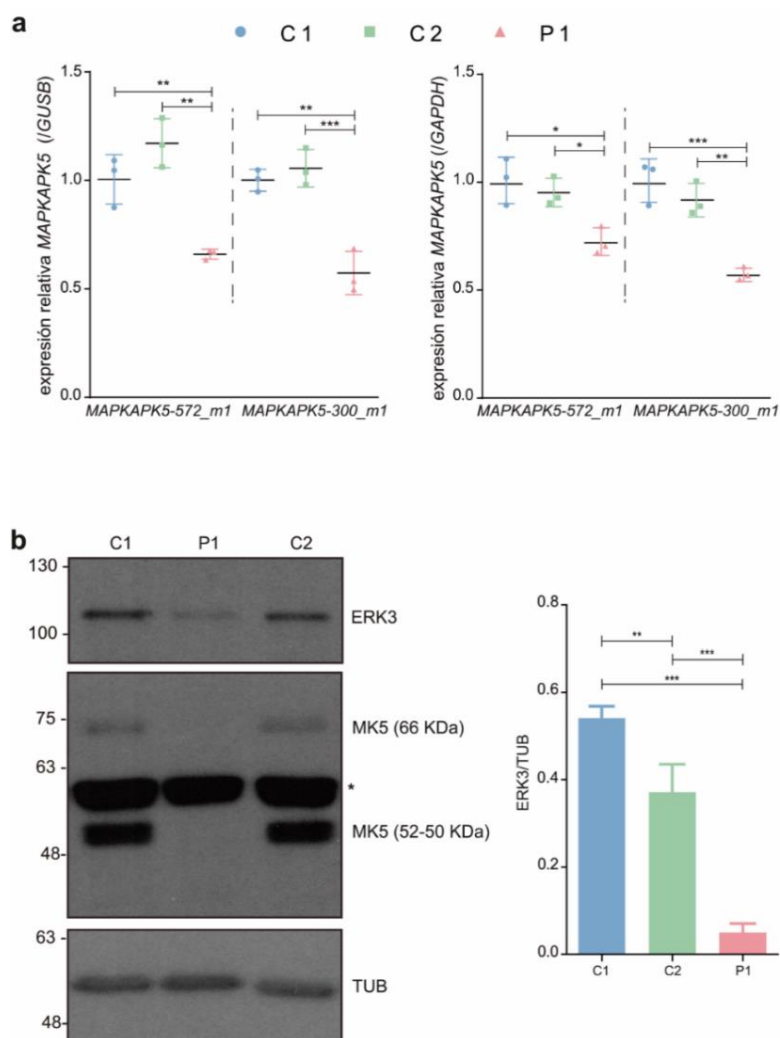 a
C 1 C 2 P 1
expresión relativa MAPKAPK5 (/GUSB)
1.5
1.0
0.5
0.0
** ** ** ***
MAPKAPK5-572_m1 MAPKAPK5-300_m1
expresión relativa MAPKAPK5 (/GAPDH)
1.5
1.0
0.5
0.0
* * *** **
MAPKAPK5-572_m1 MAPKAPK5-300_m1
b
C1 P1 C2
130-
100-
ERK3
75-
63-
48-
MK5 (66 KDa)
*
MK5 (52-50 KDa)
63-
48-
TUB
ERK3/TUB
0.8
0.6
0.4
0.2
0.0
** ***
***
C1 C2 P1